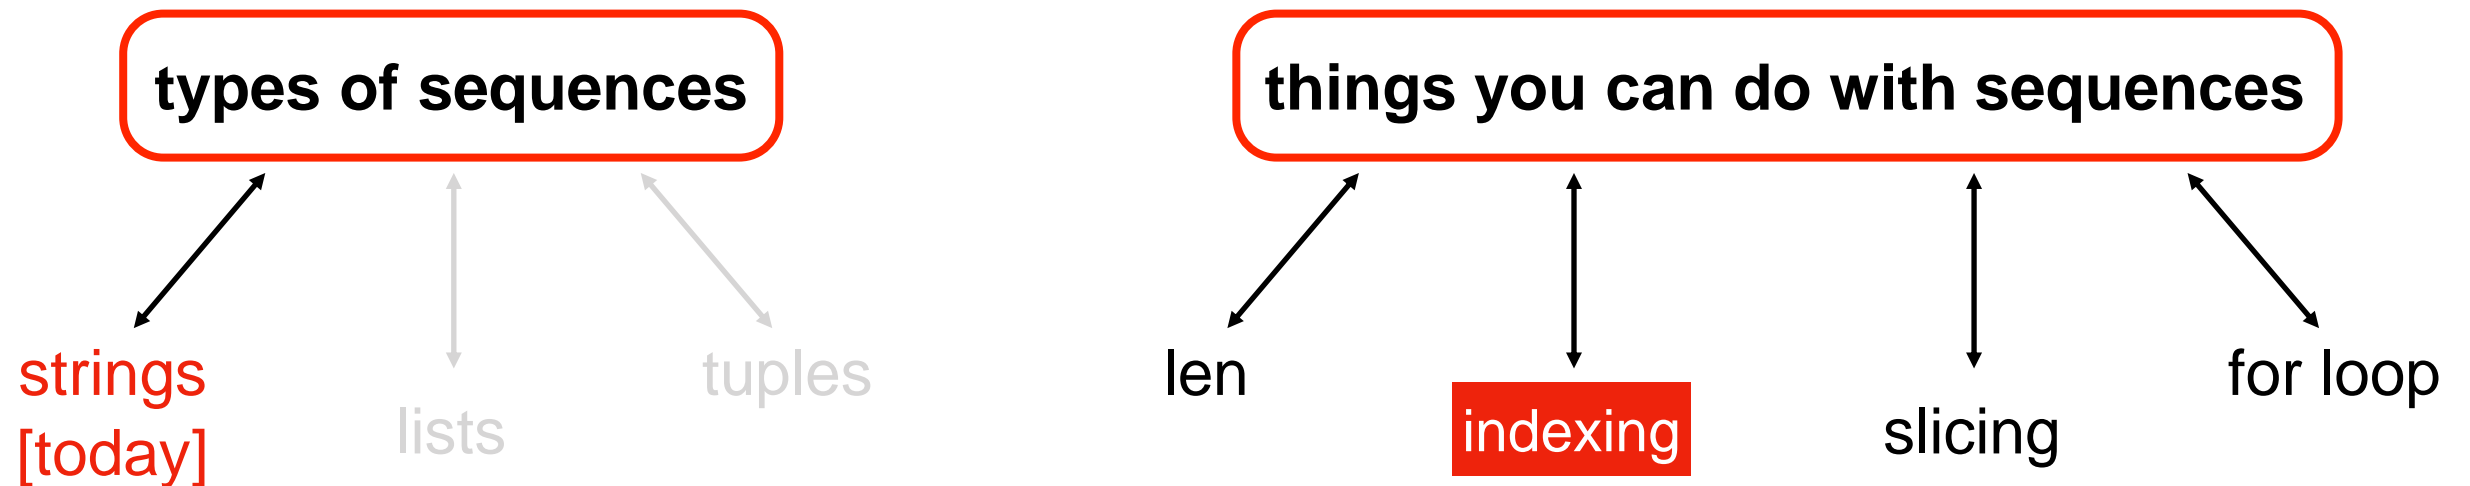 types of sequences
things you can do with sequences
strings
[today]
lists
tuples
len
indexing
slicing
for loop